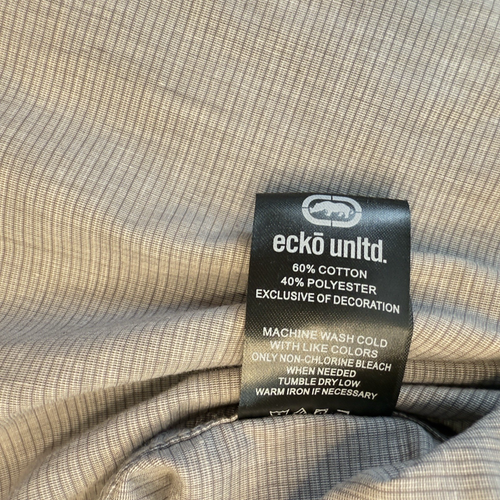 eckō unltd.
60% COTTON
40% POLYESTER
EXCLUSIVE OF DECORATION
MACHINE WASH COLD
WITH LIKE COLORS
ONLY NON-CHLORINE BLEACH
WHEN NEEDED
TUMBLE DRY LOW
WARM IRON IF NECESSARY